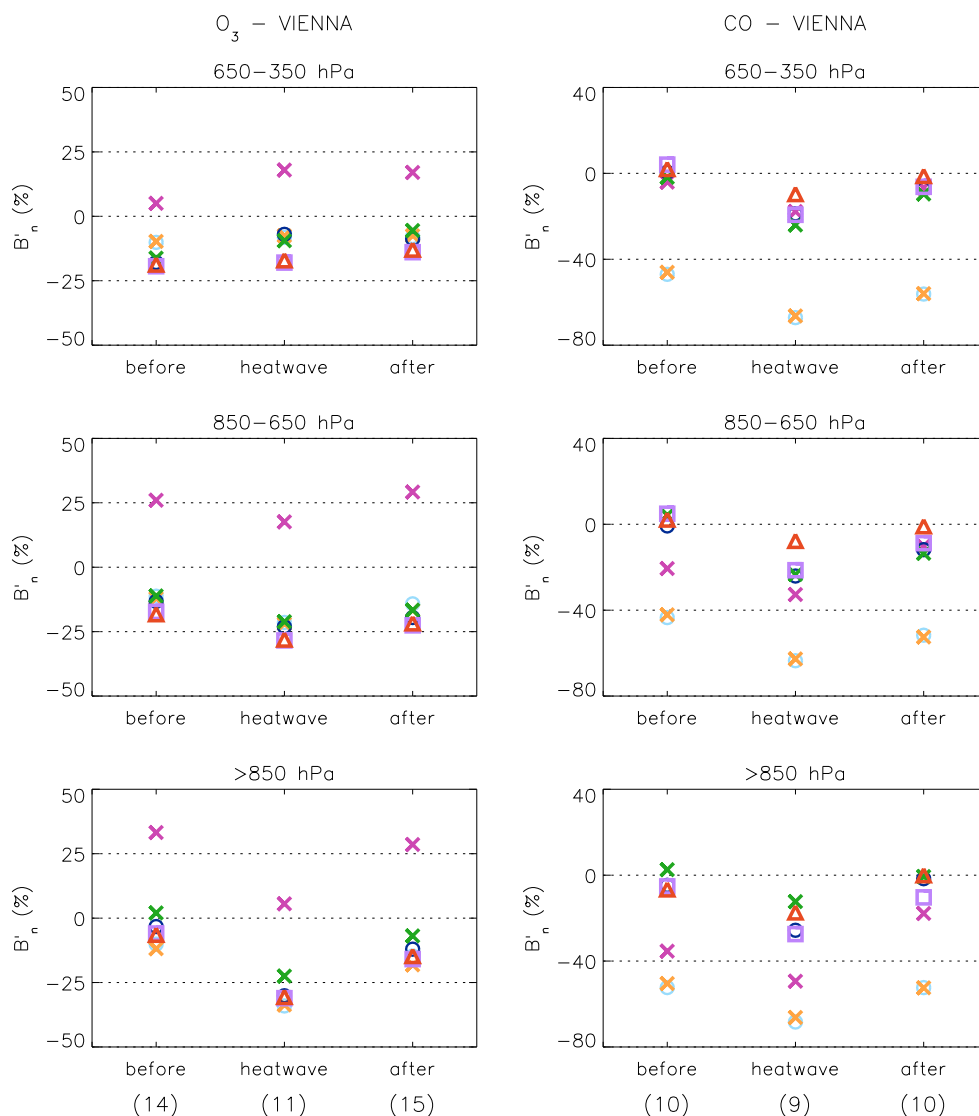 O3 – VIENNA
650–350 hPa
50
25
0
−25
−50
B'n (%)
before heatwave after
850–650 hPa
50
25
0
−25
−50
B'n (%)
before heatwave after
>850 hPa
50
25
0
−25
−50
B'n (%)
before heatwave after
(14) (11) (15)
CO – VIENNA
650–350 hPa
40
0
−40
−80
B'n (%)
before heatwave after
850–650 hPa
40
0
−40
−80
B'n (%)
before heatwave after
>850 hPa
40
0
−40
−80
B'n (%)
before heatwave after
(10) (9) (10)